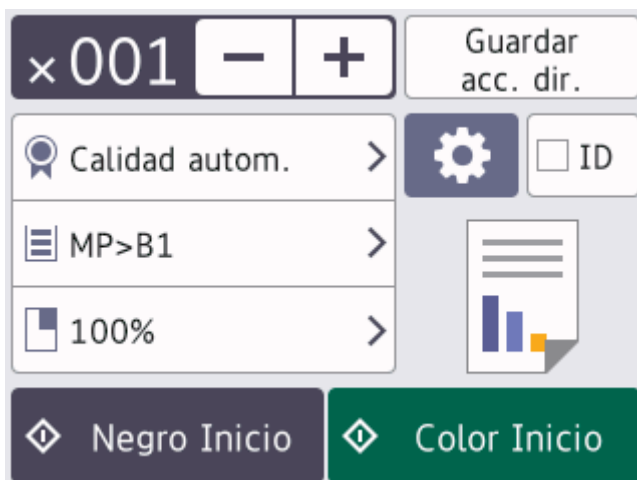 ×001 − +
Guardar
acc. dir.
Calidad autom. >
ID
MP>B1 >
100% >
Negro Inicio
Color Inicio